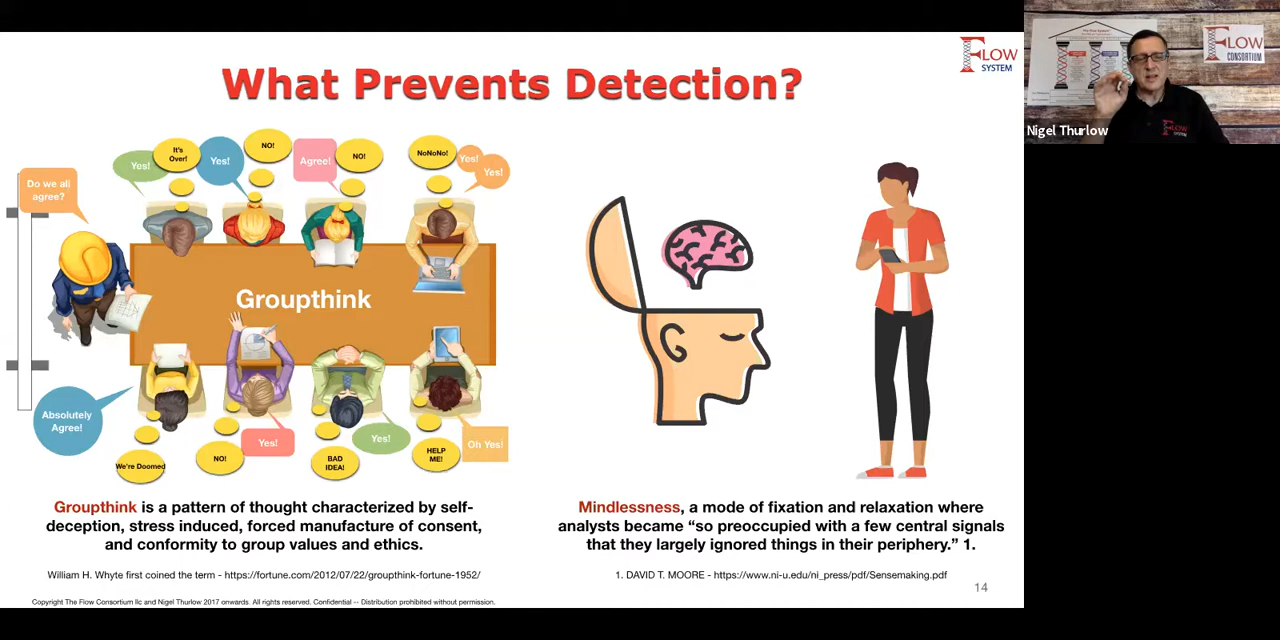 What Prevents Detection?
FLOW
SYSTEM
FLOW
CONSORTIUM
Nigel Thurlow
Do we all
agree?
Yes!
It's
Over!
Yes!
NO!
Agree!
NO!
NoNoNo!
Yes!
Yes!
Groupthink
Absolutely
Agree!
We're Doomed
NO!
Yes!
BAD
IDEA!
Yes!
HELP
ME!
Oh Yes!
Groupthink is a pattern of thought characterized by self-
deception, stress induced, forced manufacture of consent,
and conformity to group values and ethics.
William H. Whyte first coined the term - https://fortune.com/2012/07/22/groupthink-fortune-1952/
Mindlessness, a mode of fixation and relaxation where
analysts became “so preoccupied with a few central signals
that they largely ignored things in their periphery.” 1.
1. DAVID T. MOORE - https://www.ni-u.edu/ni_press/pdf/Sensemaking.pdf
14
Copyright The Flow Consortium llc and Nigel Thurlow 2017 onwards. All rights reserved. Confidential -- Distribution prohibited without permission.